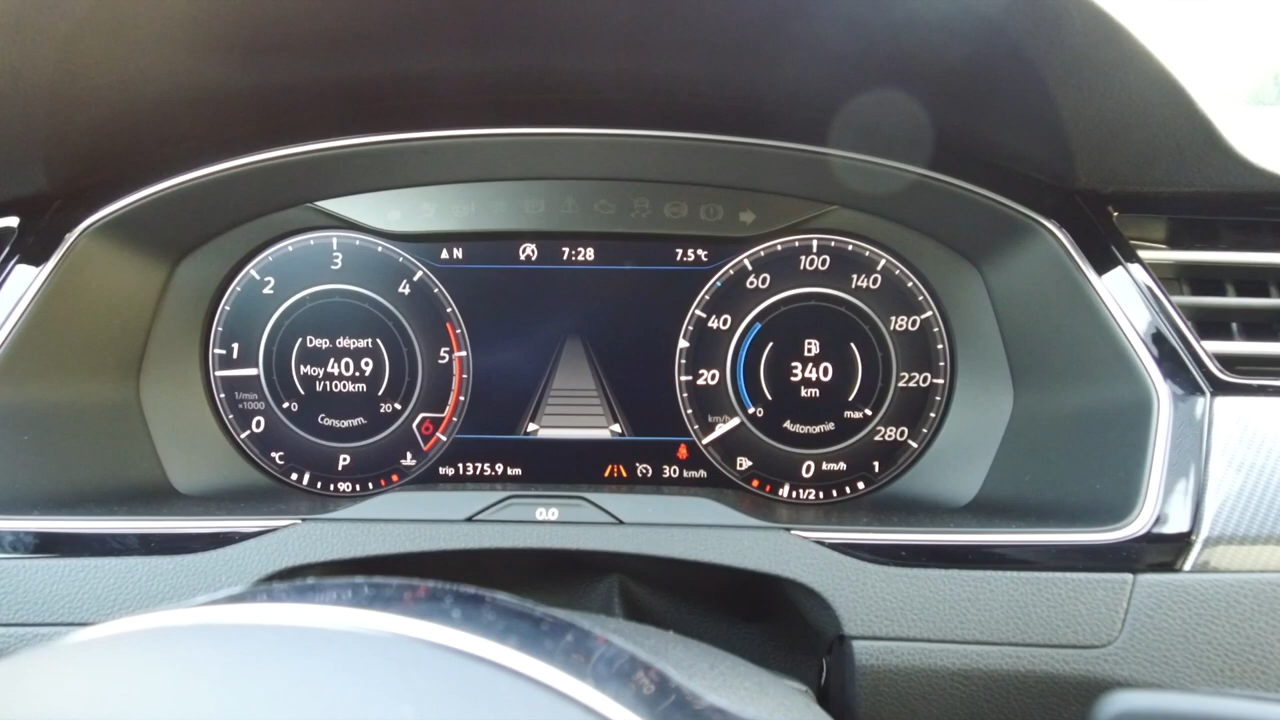 N 7:28 7.5°C
3
2 4
1 5
1/min
×1000
0 6
Dep. départ
Moy 40.9
l/100km
0 20
Consomm.
°C P
90
trip 1375.9 km
30 km/h
100
60 140
40 180
20 220
km/h
0 280
340
km
0 max
Autonomie
0 km/h 1
1/2
0.0